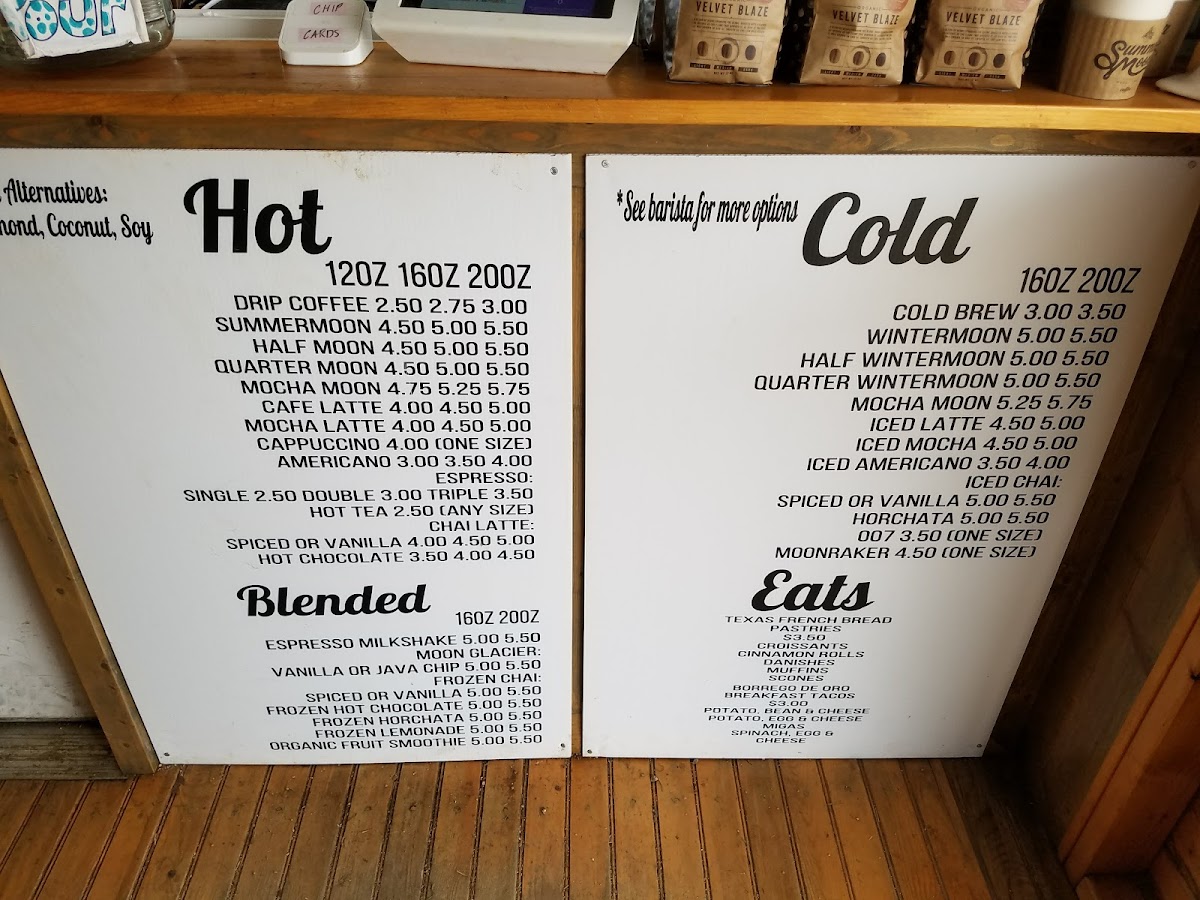 OUR
CHIP
CARDS
VELVET BLAZE
VELVET BLAZE
VELVET BLAZE
Summer
Moon
Alternatives:
mond, Coconut, Soy
Hot
12OZ 16OZ 20OZ
DRIP COFFEE 2.50 2.75 3.00
SUMMERMOON 4.50 5.00 5.50
HALF MOON 4.50 5.00 5.50
QUARTER MOON 4.50 5.00 5.50
MOCHA MOON 4.75 5.25 5.75
CAFE LATTE 4.00 4.50 5.00
MOCHA LATTE 4.00 4.50 5.00
CAPPUCCINO 4.00 (ONE SIZE)
AMERICANO 3.00 3.50 4.00
ESPRESSO:
SINGLE 2.50 DOUBLE 3.00 TRIPLE 3.50
HOT TEA 2.50 (ANY SIZE)
CHAI LATTE:
SPICED OR VANILLA 4.00 4.50 5.00
HOT CHOCOLATE 3.50 4.00 4.50
Blended
16OZ 20OZ
ESPRESSO MILKSHAKE 5.00 5.50
MOON GLACIER:
VANILLA OR JAVA CHIP 5.00 5.50
FROZEN CHAI:
SPICED OR VANILLA 5.00 5.50
FROZEN HOT CHOCOLATE 5.00 5.50
FROZEN HORCHATA 5.00 5.50
FROZEN LEMONADE 5.00 5.50
ORGANIC FRUIT SMOOTHIE 5.00 5.50
*See barista for more options
Cold
16OZ 20OZ
COLD BREW 3.00 3.50
WINTERMOON 5.00 5.50
HALF WINTERMOON 5.00 5.50
QUARTER WINTERMOON 5.00 5.50
MOCHA MOON 5.25 5.75
ICED LATTE 4.50 5.00
ICED MOCHA 4.50 5.00
ICED AMERICANO 3.50 4.00
ICED CHAI:
SPICED OR VANILLA 5.00 5.50
HORCHATA 5.00 5.50
007 3.50 (ONE SIZE)
MOONRAKER 4.50 (ONE SIZE)
Eats
TEXAS FRENCH BREAD
PASTRIES
$3.50
CROISSANTS
CINNAMON ROLLS
DANISHES
MUFFINS
SCONES
BORREGO DE ORO
BREAKFAST TACOS
$3.00
POTATO, BEAN & CHEESE
POTATO, EGG & CHEESE
MIGAS
SPINACH, EGG &
CHEESE